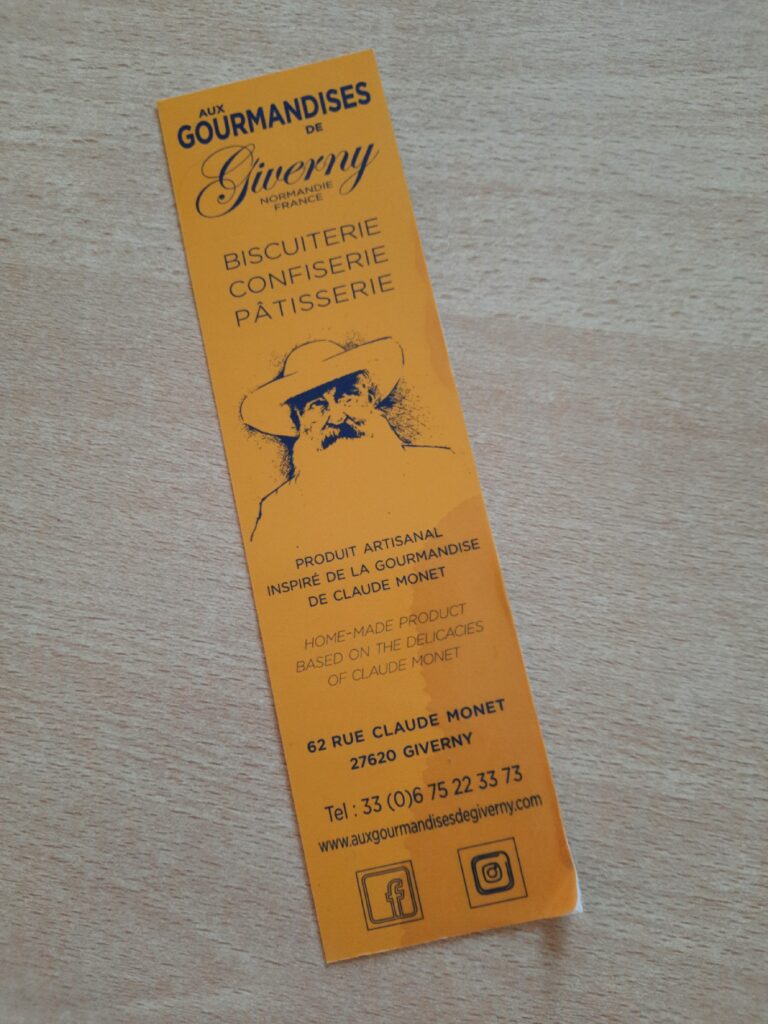 AUX
GOURMANDISES
DE
Giverny
NORMANDIE
FRANCE
BISCUITERIE
CONFISERIE
PÂTISSERIE
PRODUIT ARTISANAL
INSPIRÉ DE LA GOURMANDISE
DE CLAUDE MONET
HOME-MADE PRODUCT
BASED ON THE DELICACIES
OF CLAUDE MONET
62 RUE CLAUDE MONET
27620 GIVERNY
Tel : 33 (0)6 75 22 33 73
www.auxgourmandisesdegiverny.com
f